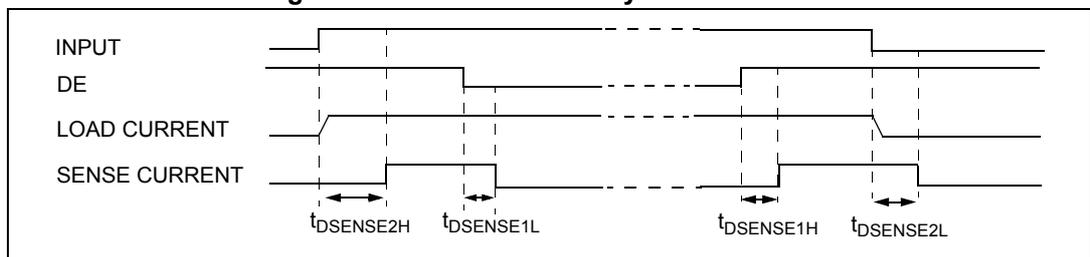 INPUT
DE
LOAD CURRENT
SENSE CURRENT
tDSENSE2H tDSENSE1L tDSENSE1H tDSENSE2L